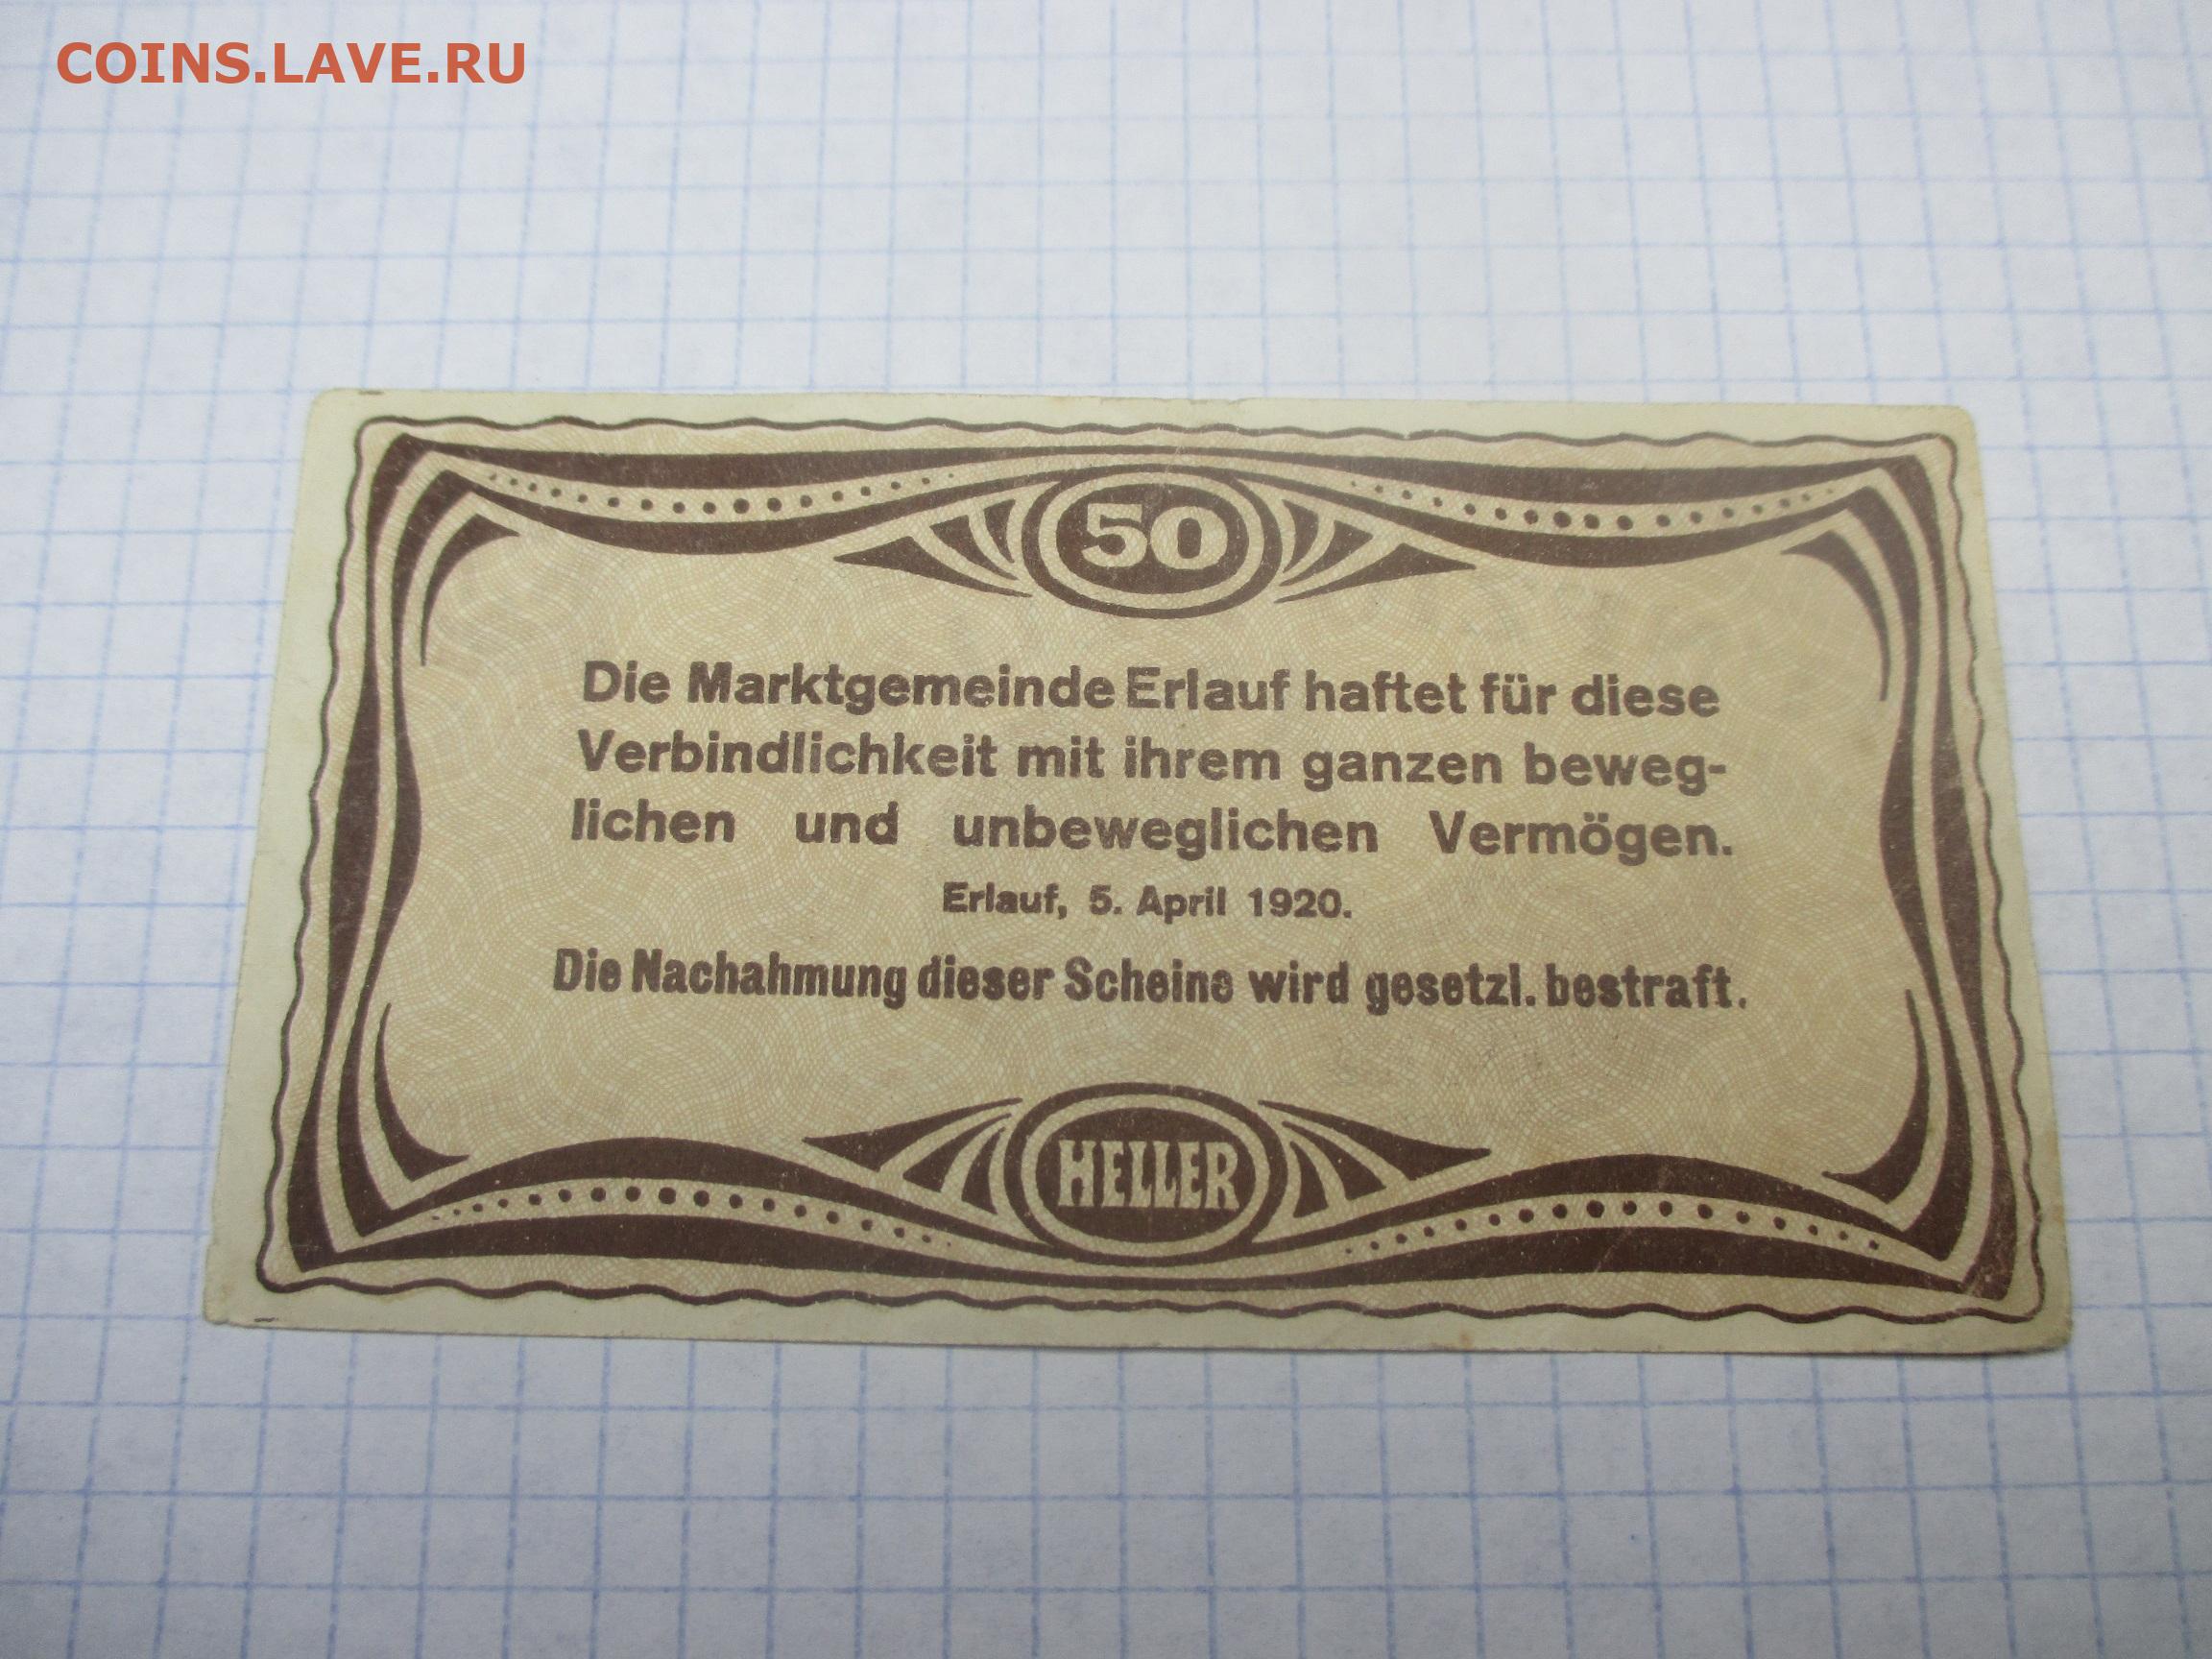 COINS.LAVE.RU
50
Die Marktgemeinde Erlauf haftet für diese
Verbindlichkeit mit ihrem ganzen beweg-
lichen und unbeweglichen Vermögen.
Erlauf, 5. April 1920.
Die Nachahmung dieser Scheine wird gesetzl. bestraft.
HELLER